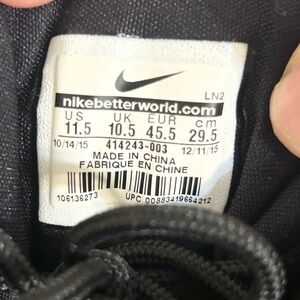 LN2
nikebetterworld.com
US UK EUR cm
11.5 10.5 45.5 29.5
10/14/15 414243-003 12/11/15
MADE IN CHINA
FABRIQUE EN CHINE
106136273 UPC 00883419664212